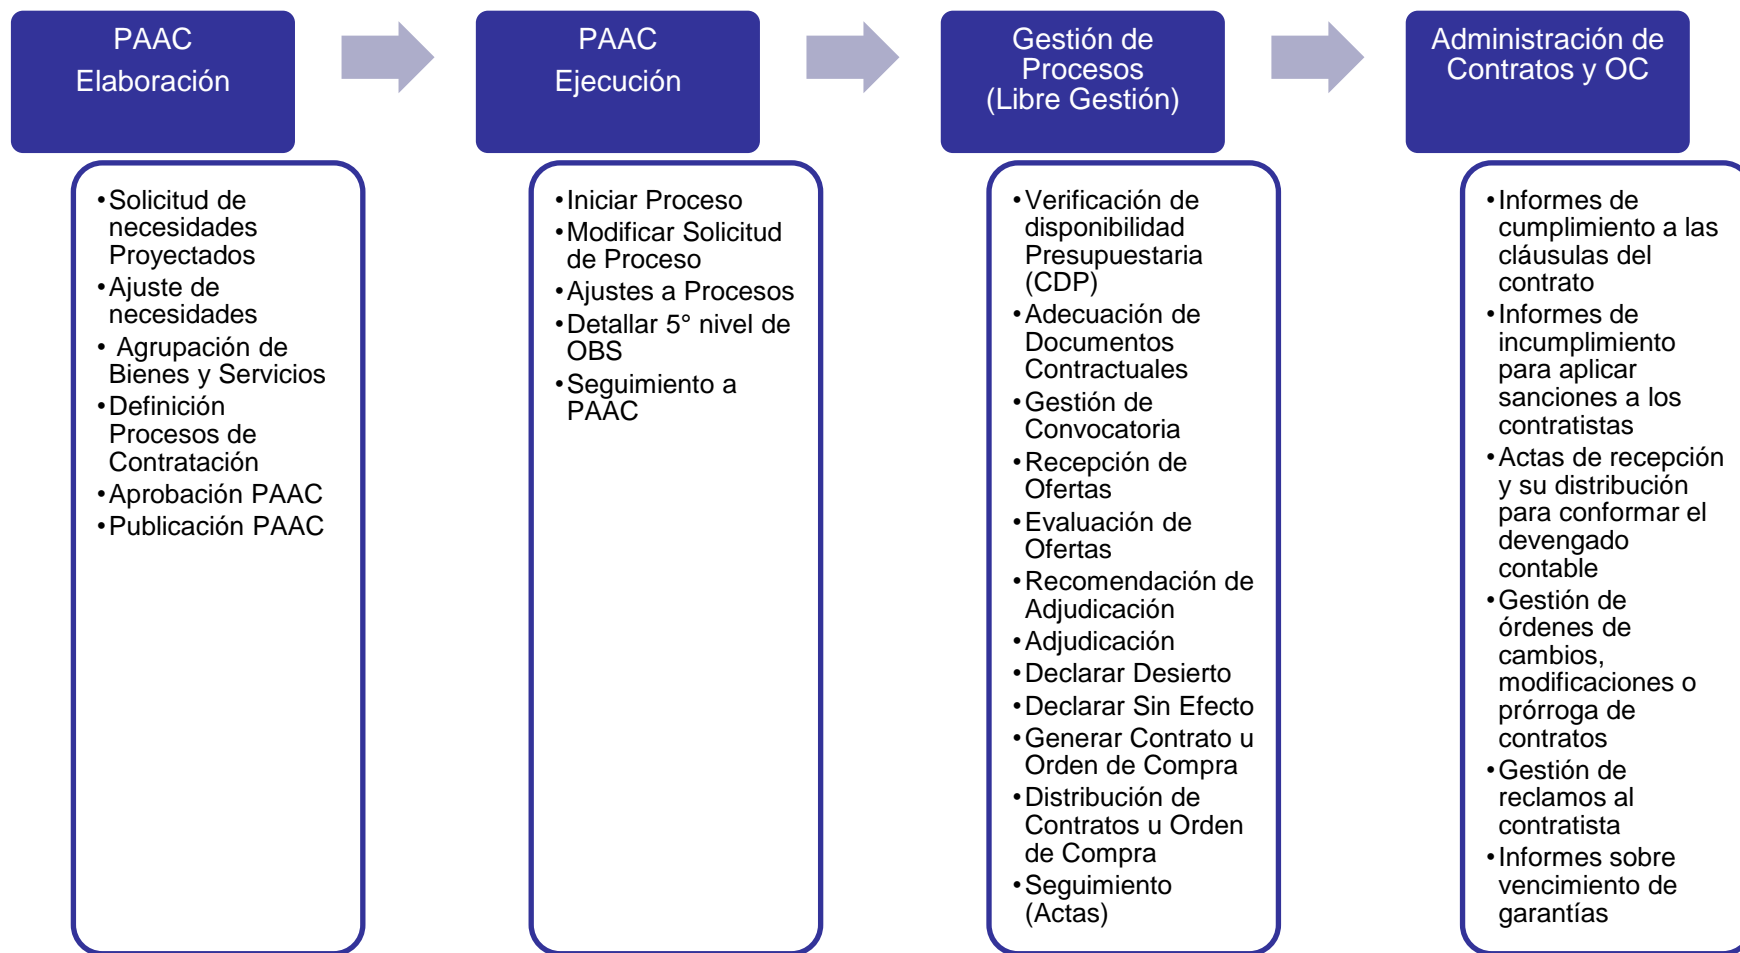 PAAC
Elaboración
•Solicitud de
necesidades
Proyectados
•Ajuste de
necesidades
• Agrupación de
Bienes y Servicios
•Definición
Procesos de
Contratación
•Aprobación PAAC
•Publicación PAAC
PAAC
Ejecución
•Iniciar Proceso
•Modificar Solicitud
de Proceso
•Ajustes a Procesos
•Detallar 5° nivel de
OBS
•Seguimiento a
PAAC
Gestión de
Procesos
(Libre Gestión)
•Verificación de
disponibilidad
Presupuestaria
(CDP)
•Adecuación de
Documentos
Contractuales
•Gestión de
Convocatoria
•Recepción de
Ofertas
•Evaluación de
Ofertas
•Recomendación de
Adjudicación
•Adjudicación
•Declarar Desierto
•Declarar Sin Efecto
•Generar Contrato u
Orden de Compra
•Distribución de
Contratos u Orden
de Compra
•Seguimiento
(Actas)
Administración de
Contratos y OC
•Informes de
cumplimiento a las
cláusulas del
contrato
•Informes de
incumplimiento
para aplicar
sanciones a los
contratistas
•Actas de recepción
y su distribución
para conformar el
devengado
contable
•Gestión de
órdenes de
cambios,
modificaciones o
prórroga de
contratos
•Gestión de
reclamos al
contratista
•Informes sobre
vencimiento de
garantías